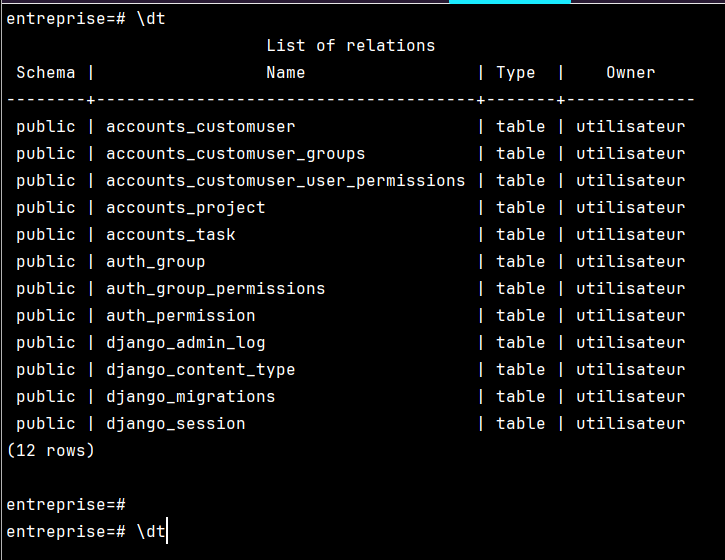 entreprise=# \dt
List of relations
Schema | Name | Type | Owner
--------+--------------------------------------+-------+-------------
public | accounts_customuser | table | utilisateur
public | accounts_customuser_groups | table | utilisateur
public | accounts_customuser_user_permissions | table | utilisateur
public | accounts_project | table | utilisateur
public | accounts_task | table | utilisateur
public | auth_group | table | utilisateur
public | auth_group_permissions | table | utilisateur
public | auth_permission | table | utilisateur
public | django_admin_log | table | utilisateur
public | django_content_type | table | utilisateur
public | django_migrations | table | utilisateur
public | django_session | table | utilisateur
(12 rows)
entreprise=#
entreprise=# \dt